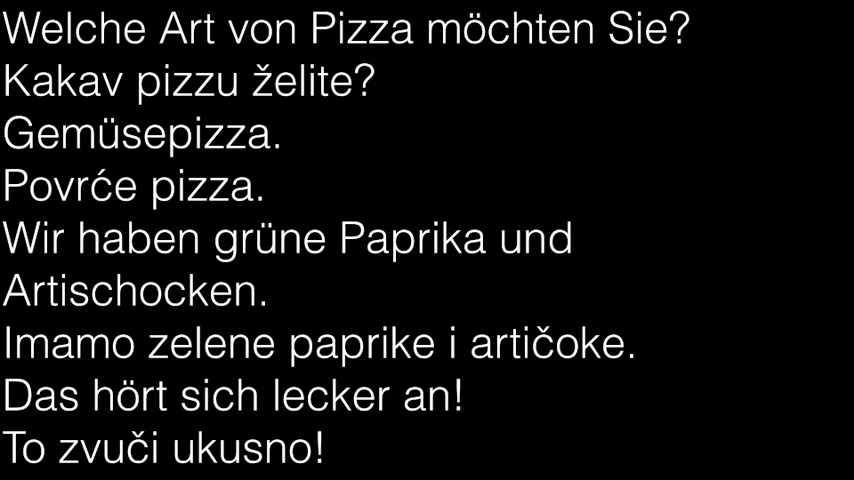 Welche Art von Pizza möchten Sie?
Kakav pizzu želite?
Gemüsepizza.
Povrće pizza.
Wir haben grüne Paprika und
Artischocken.
Imamo zelene paprike i artičoke.
Das hört sich lecker an!
To zvuči ukusno!